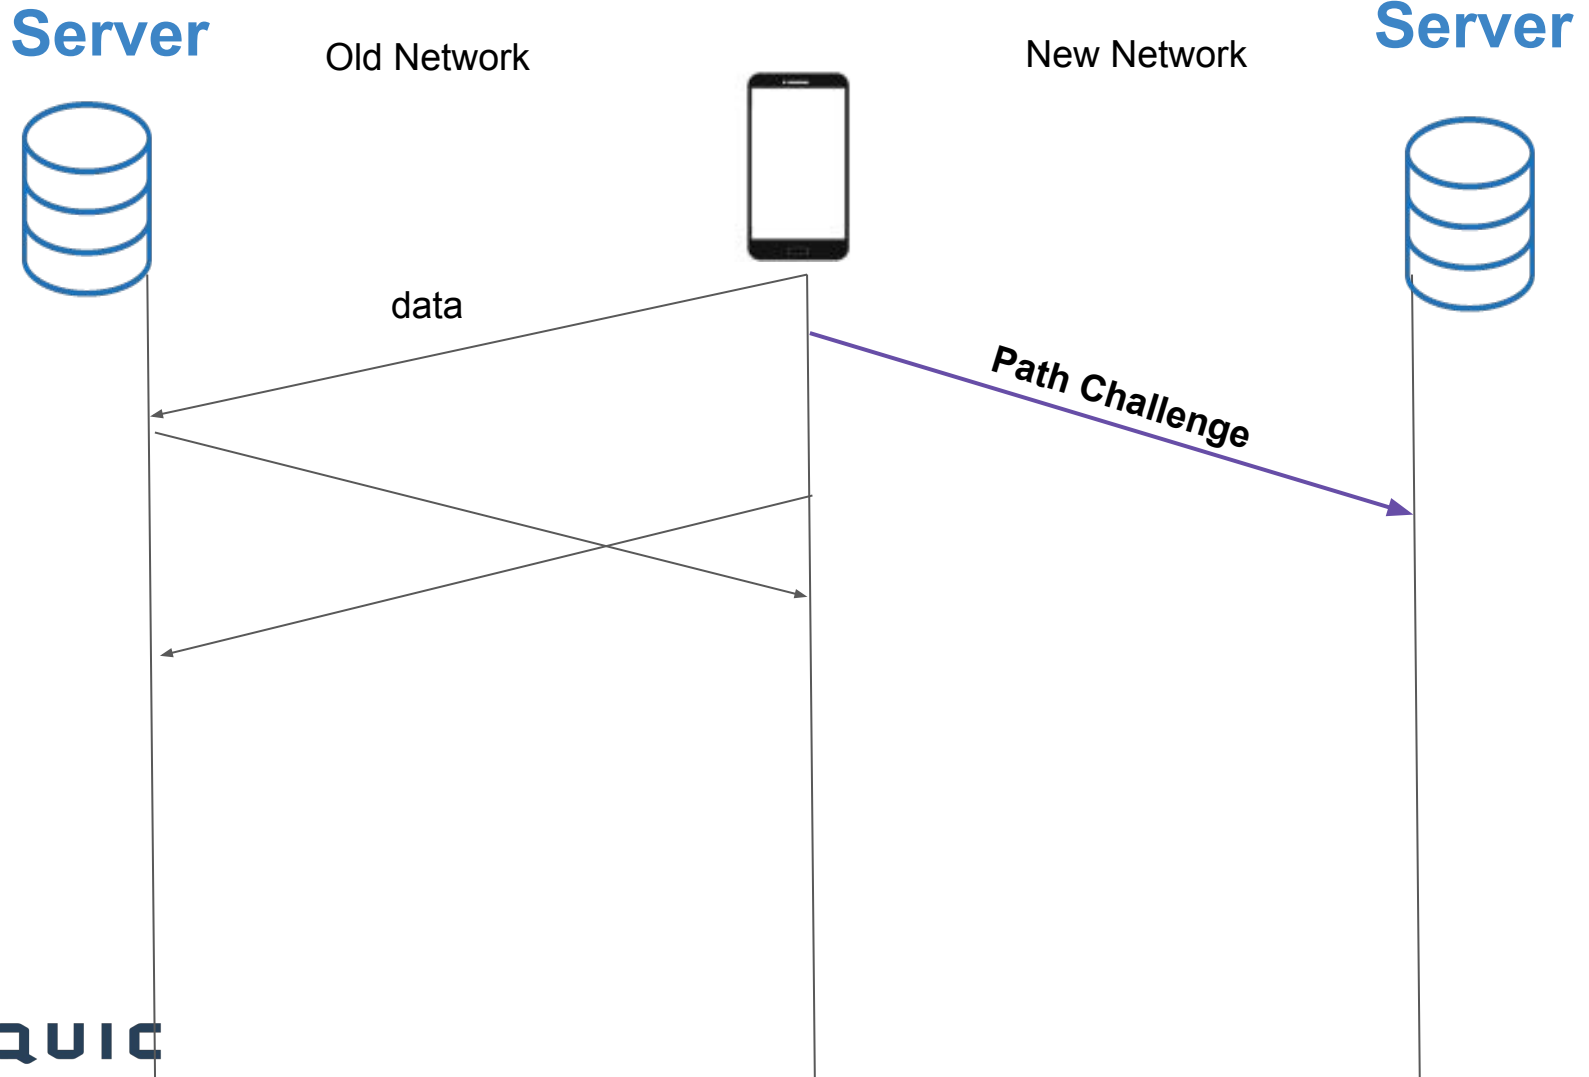 Server
Old Network
New Network
Server
data
Path Challenge
QUIC